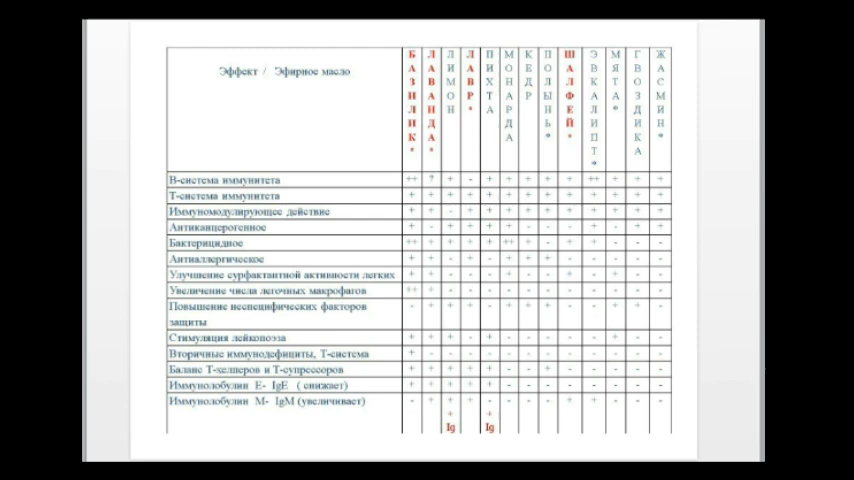 Эффект / Эфирное масло БАЗИЛИК* ЛАВАНДА* ЛИМОН ЛАВР* ПИХТА МОНАРДА КЕДР ПОЛЫНЬ* ШАЛФЕЙ* ЭВКАЛИПТ* МЯТА* ГВОЗДИКА ЖАСМИН*
В-система иммунитета ++ ? + - + + + + + ++ + + +
Т-система иммунитета + + + + + + + + + + + + +
Иммуномодулирующее действие + + - + + + + + + + + + +
Антиканцерогенное + - + + + + - - - + - + +
Бактерицидное ++ + + + + ++ + - + + - - -
Антиаллергическое + + - - - + + + - - - - -
Улучшение сурфактантной активности легких + + - - - + - - + - + - -
Увеличение числа легочных макрофагов ++ + - - - - - - - - - - -
Повышение неспецифических факторов - + + + - + + + - - + + -
защиты
Стимуляция лейкопоэза + + + - + - - - - - + - -
Вторичные иммунодефициты, Т-система + - - - - - - - - - - - -
Баланс Т-хелперов и Т-супрессоров + + + + + - - + - - - - -
Иммунолобулин Е- IgE ( снижает) + + + + + - - - - - - - -
Иммунолобулин М- IgM (увеличивает) - + + + - - - - + + - - -
+ +
Ig Ig